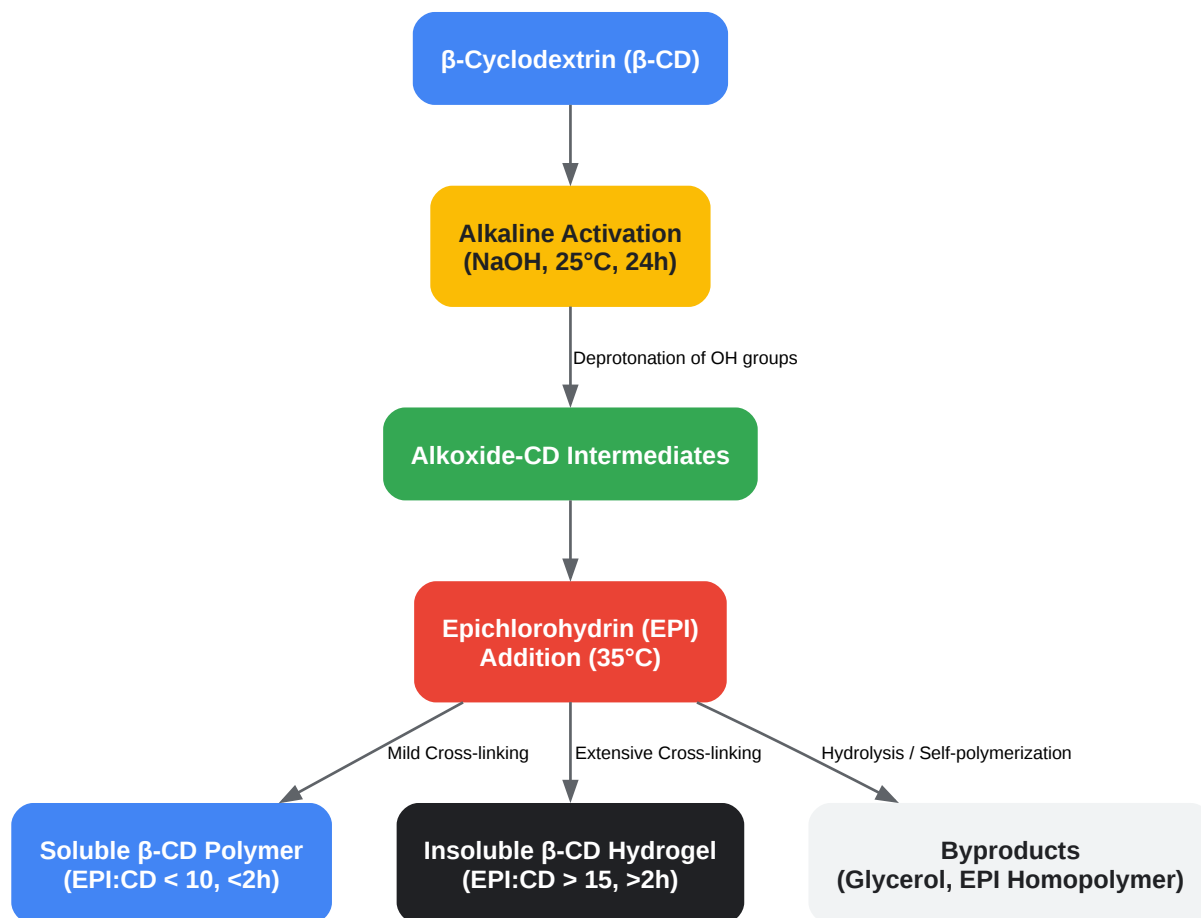 β-Cyclodextrin (β-CD)
Alkaline Activation
(NaOH, 25°C, 24h)
Deprotonation of OH groups
Alkoxide-CD Intermediates
Epichlorohydrin (EPI)
Addition (35°C)
Mild Cross-linking
Extensive Cross-linking
Hydrolysis / Self-polymerization
Soluble β-CD Polymer
(EPI:CD < 10, <2h)
Insoluble β-CD Hydrogel
(EPI:CD > 15, >2h)
Byproducts
(Glycerol, EPI Homopolymer)